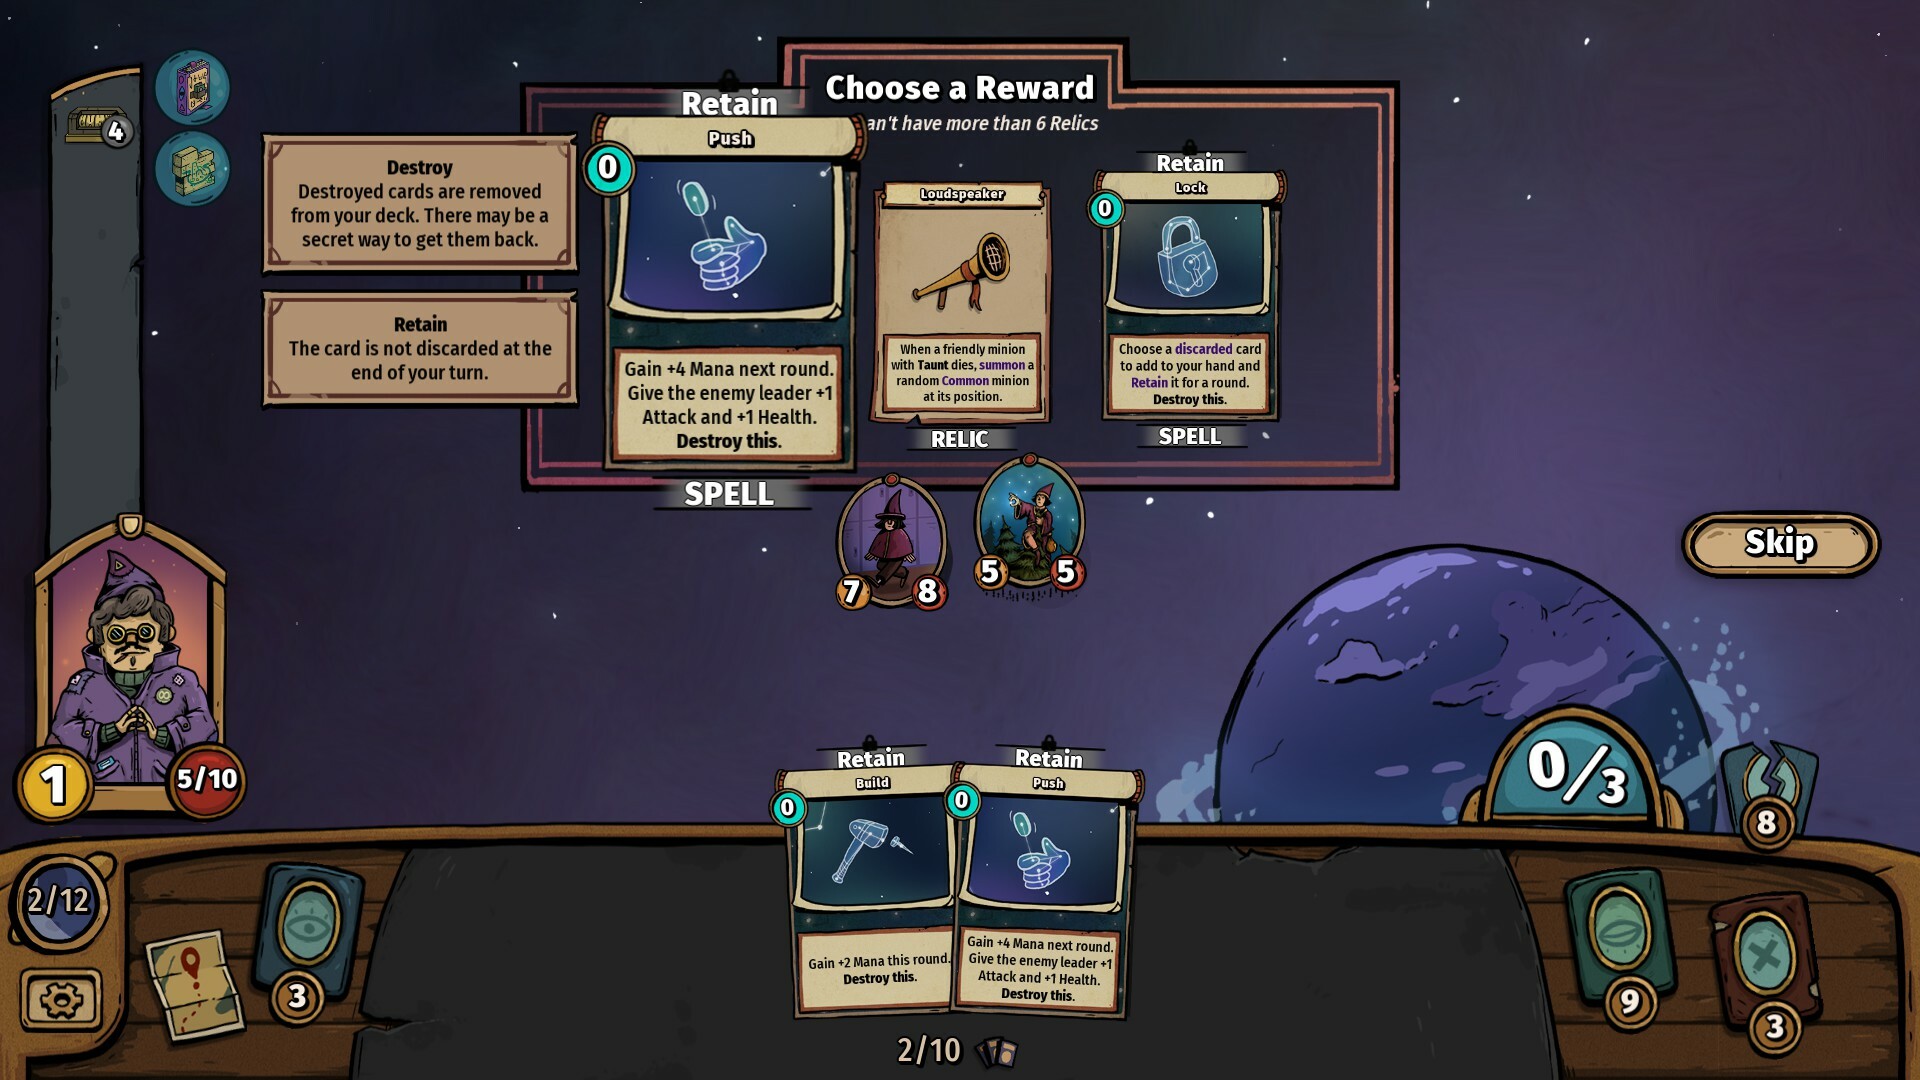 Choose a Reward
an't have more than 6 Relics
4
Destroy
Destroyed cards are removed
from your deck. There may be a
secret way to get them back.
Retain
The card is not discarded at the
end of your turn.
Retain
Push
0
Gain +4 Mana next round.
Give the enemy leader +1
Attack and +1 Health.
Destroy this.
SPELL
Loudspeaker
When a friendly minion
with Taunt dies, summon a
random Common minion
at its position.
RELIC
Retain
Lock
0
Choose a discarded card
to add to your hand and
Retain it for a round.
Destroy this.
SPELL
7
8
5
5
Skip
1
5/10
Retain
Build
0
Gain +2 Mana this round.
Destroy this.
Retain
Push
0
Gain +4 Mana next round.
Give the enemy leader +1
Attack and +1 Health.
Destroy this.
0/3
8
2/12
3
9
3
2/10